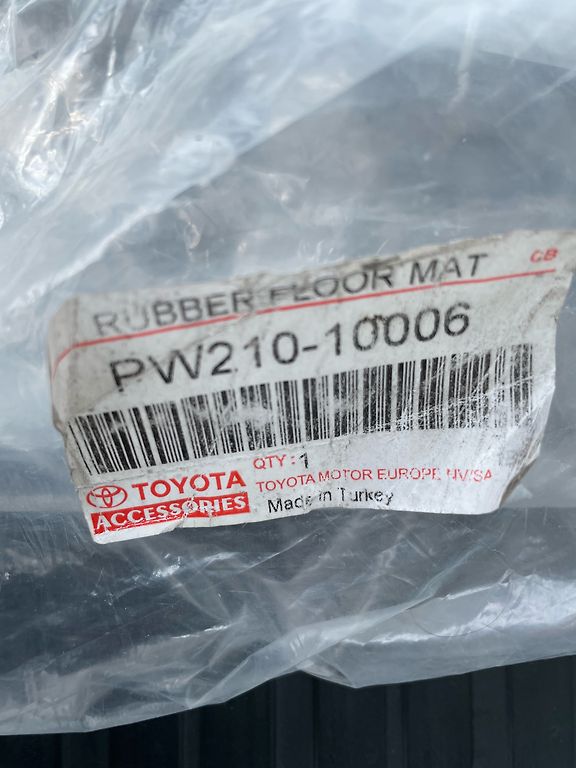 GB
RUBBER FLOOR MAT
PW210-10006
QTY : 1
TOYOTA
TOYOTA MOTOR EUROPE NV/SA
ACCESSORIES
Made in Turkey